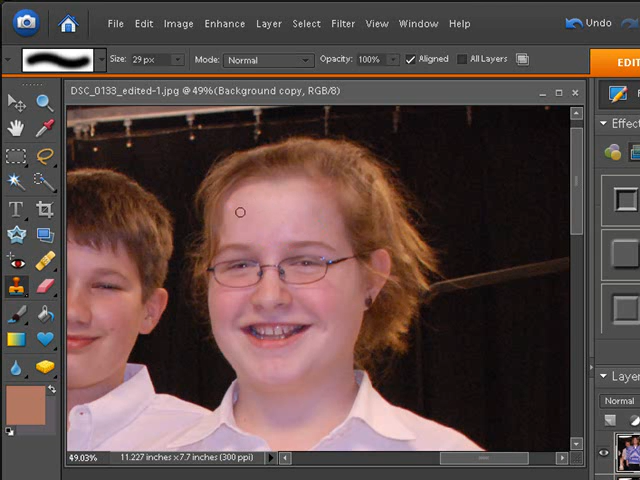 File Edit Image Enhance Layer Select Filter View Window Help Undo
Size: 29 px Mode: Normal Opacity: 100% Aligned All Layers
EDIT
DSC_0133_edited-1.jpg @ 49%(Background copy, RGB/8)
Effect
T
Layer
Normal
49.03% 11.227 inches x 7.7 inches (300 ppi)